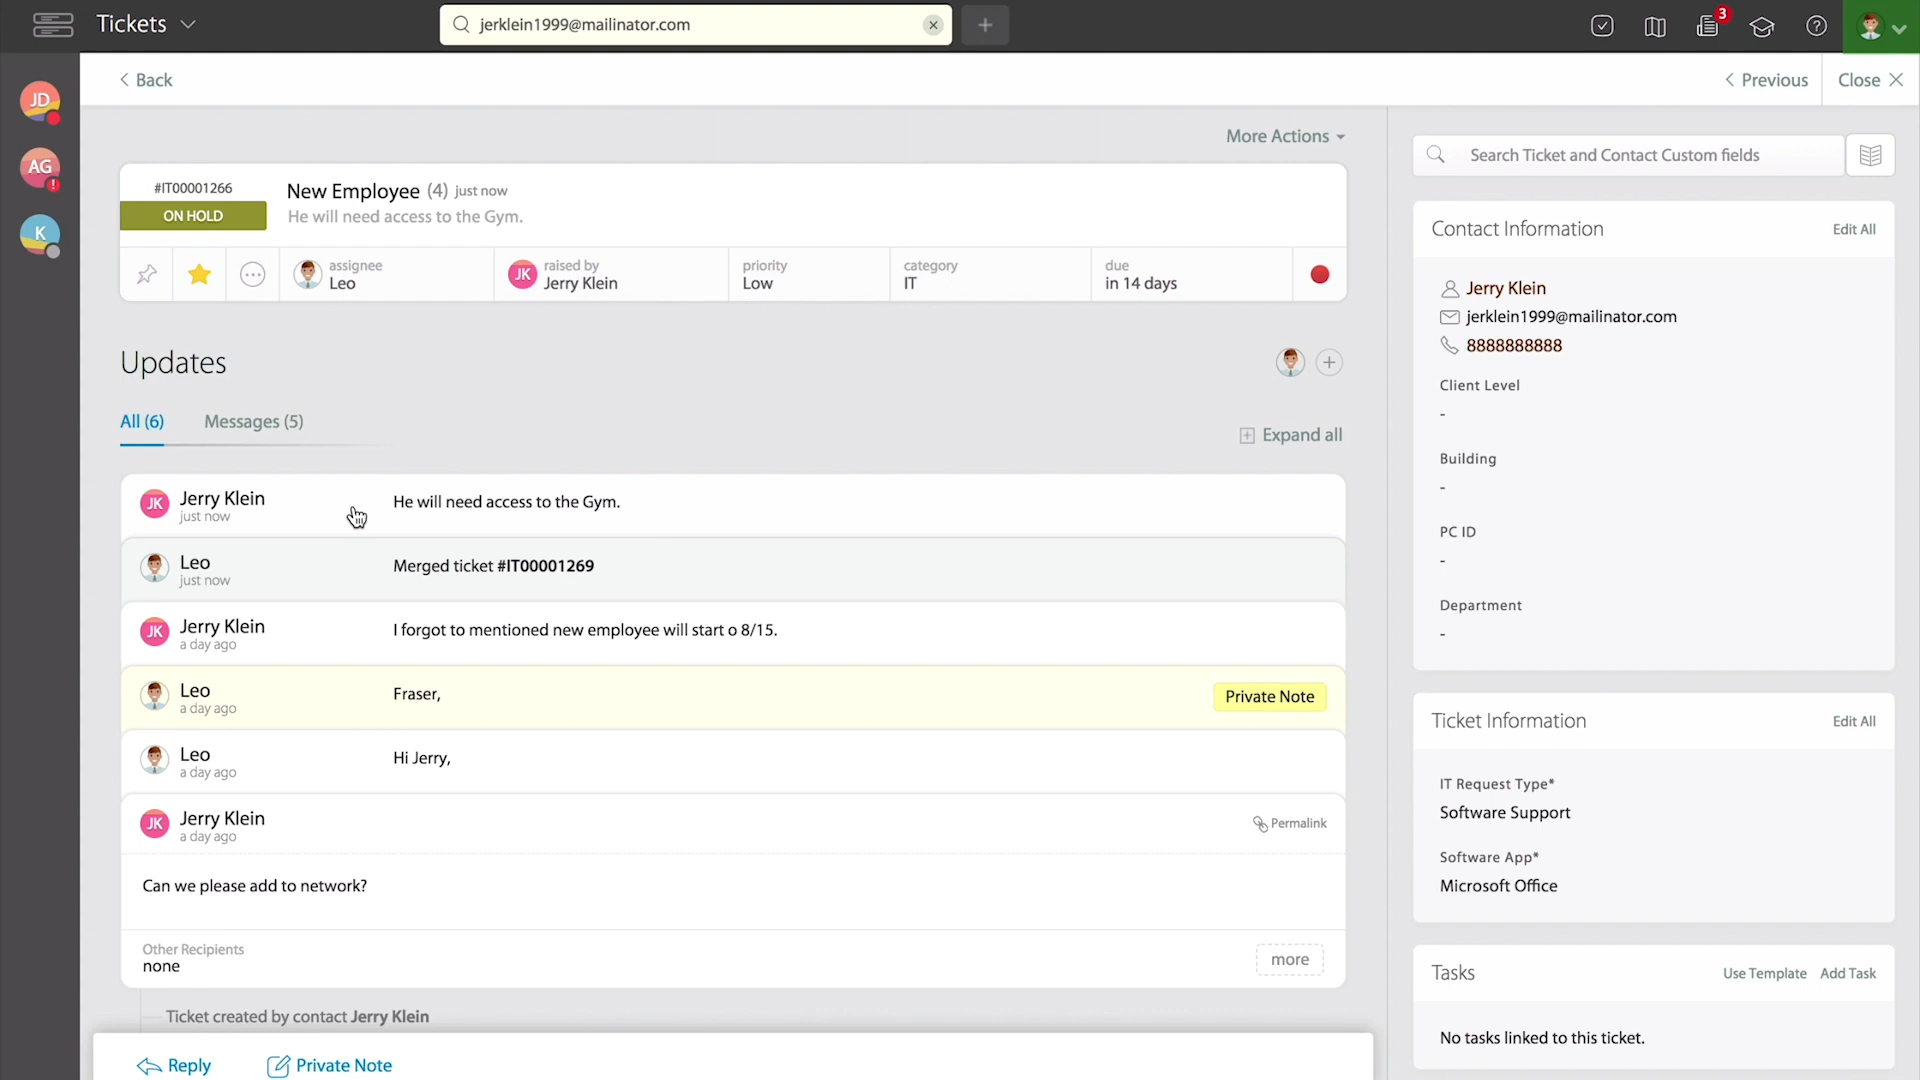 Tickets
jerklein1999@mailinator.com
3
Back
Previous
Close
JD
AG
K
More Actions
#IT00001266
ON HOLD
New Employee (4) just now
He will need access to the Gym.
assignee
Leo
JK
raised by
Jerry Klein
priority
Low
category
IT
due
in 14 days
Updates
All (6)
Messages (5)
Expand all
JK
Jerry Klein
just now
He will need access to the Gym.
Leo
just now
Merged ticket #IT00001269
JK
Jerry Klein
a day ago
I forgot to mentioned new employee will start o 8/15.
Leo
a day ago
Fraser,
Private Note
Leo
a day ago
Hi Jerry,
JK
Jerry Klein
a day ago
Permalink
Can we please add to network?
Other Recipients
none
more
Ticket created by contact Jerry Klein
Reply
Private Note
Search Ticket and Contact Custom fields
Contact Information
Edit All
Jerry Klein
jerklein1999@mailinator.com
8888888888
Client Level
-
Building
-
PC ID
-
Department
-
Ticket Information
Edit All
IT Request Type*
Software Support
Software App*
Microsoft Office
Tasks
Use Template
Add Task
No tasks linked to this ticket.